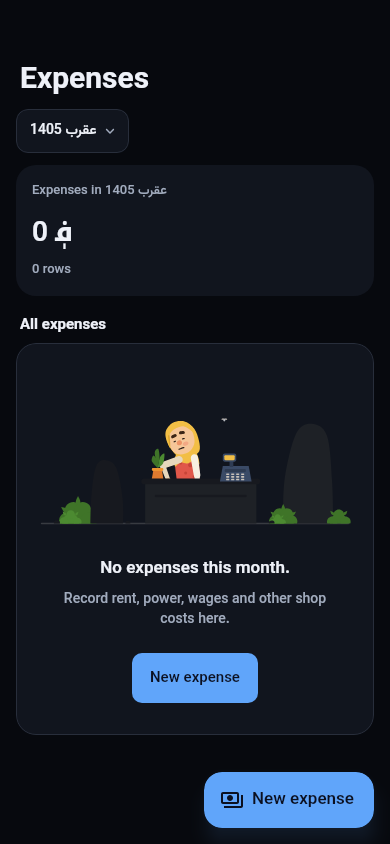 Expenses
عقرب 1405
Expenses in عقرب 1405
0 ؋
0 rows
All expenses
No expenses this month.
Record rent, power, wages and other shop
costs here.
New expense
New expense